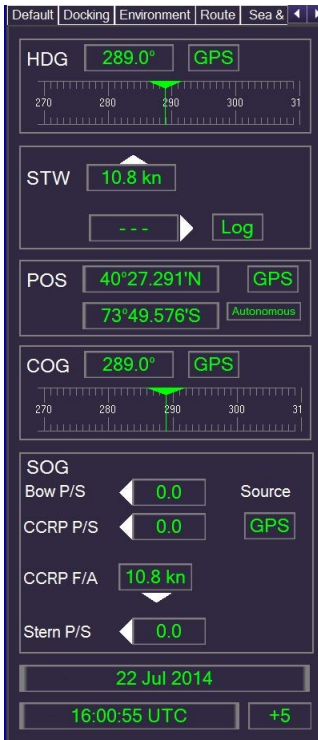 Default Docking Environment Route Sea &
HDG 289.0° GPS
270 280 290 300 31
STW 10.8 kn
--- Log
POS 40°27.291'N GPS
73°49.576'S Autonomous
COG 289.0° GPS
270 280 290 300 31
SOG
Bow P/S 0.0 Source
CCRP P/S 0.0 GPS
CCRP F/A 10.8 kn
Stern P/S 0.0
22 Jul 2014
16:00:55 UTC +5